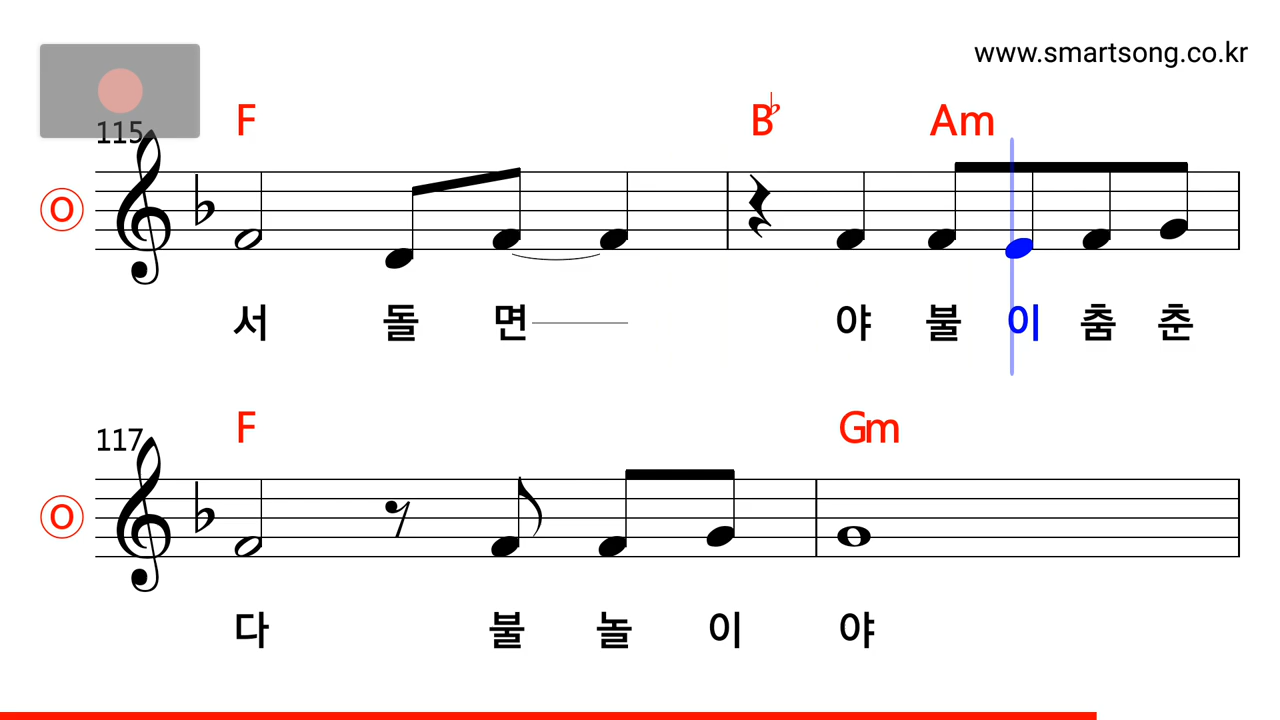 www.smartsong.co.kr
115
F B♭ Am
O
서 돌 면 야 불 이 춤 춘
117
F Gm
O
다 불 놀 이 야